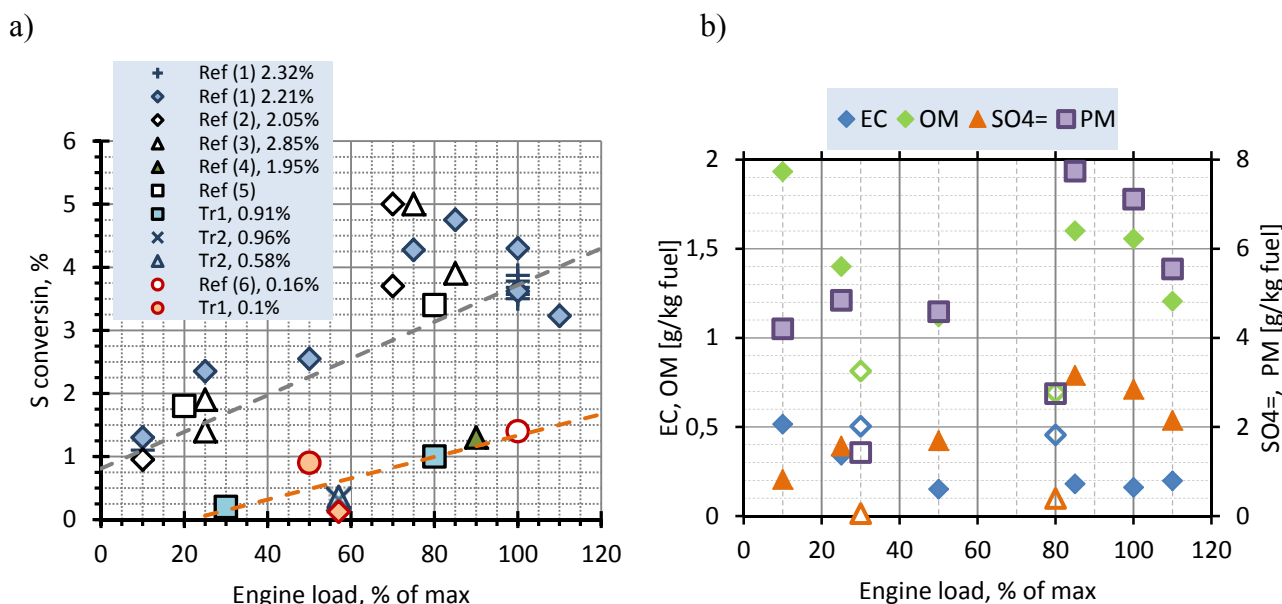 a)
Ref (1) 2.32%
Ref (1) 2.21%
Ref (2), 2.05%
Ref (3), 2.85%
Ref (4), 1.95%
Ref (5)
Tr1, 0.91%
Tr2, 0.96%
Tr2, 0.58%
Ref (6), 0.16%
Tr1, 0.1%
S conversin, %
6
5
4
3
2
1
0
0 20 40 60 80 100 120
Engine load, % of max
b)
EC OM SO4= PM
EC, OM [g/kg fuel]
2
1,5
1
0,5
0
8
6
4
2
0
SO4=, PM [g/kg fuel]
0 20 40 60 80 100 120
Engine load, % of max